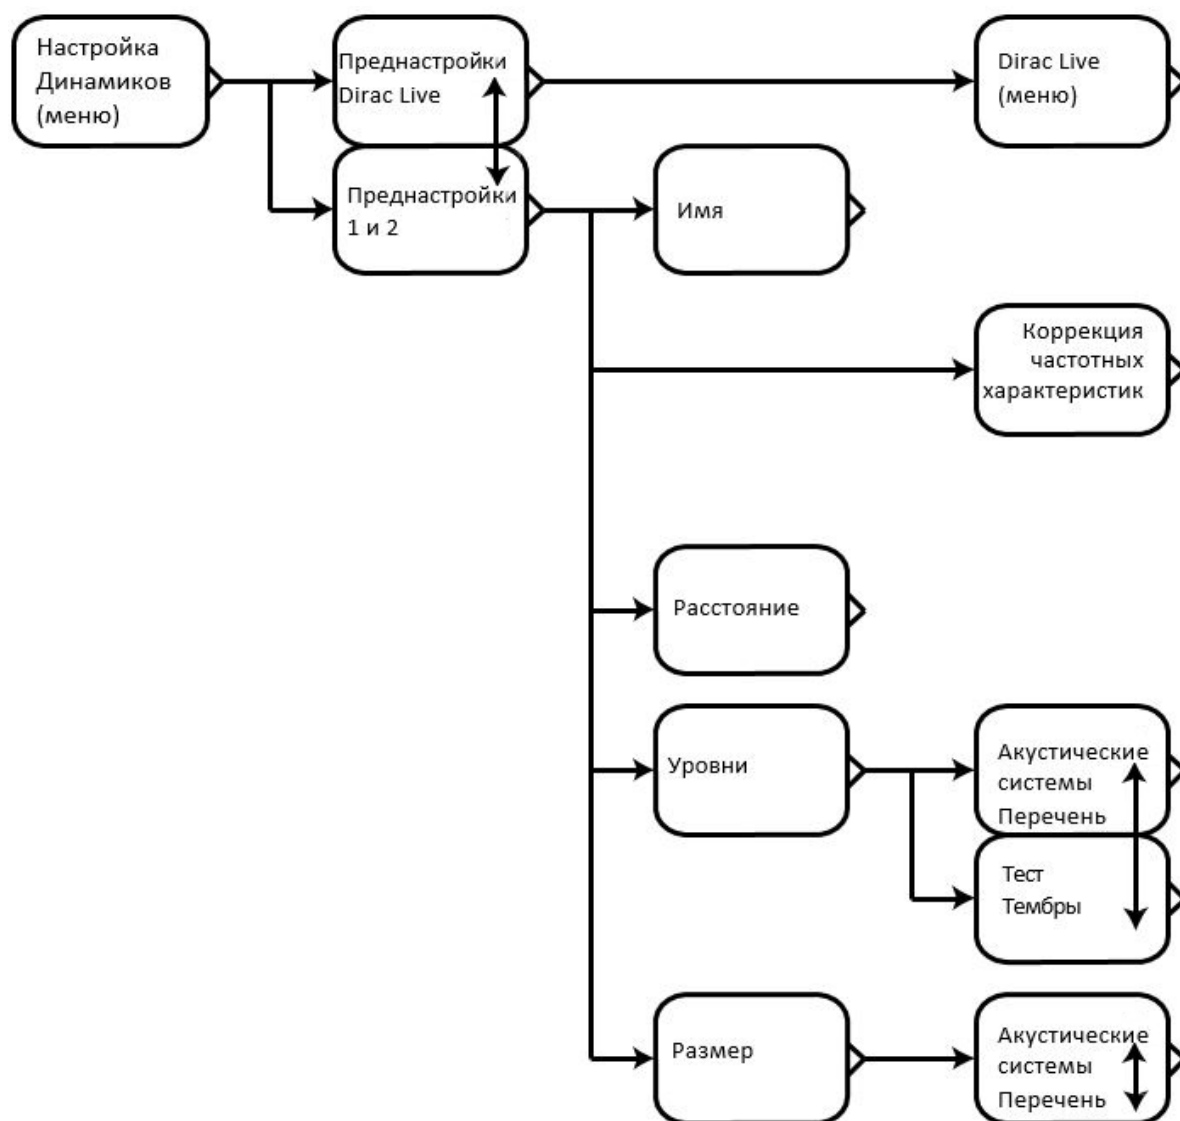 Настройка
Динамиков
(меню)
Преднастройки
Dirac Live
Dirac Live
(меню)
Преднастройки
1 и 2
Имя
Коррекция
частотных
характеристик
Расстояние
Уровни
Акустические
системы
Перечень
Тест
Тембры
Размер
Акустические
системы
Перечень